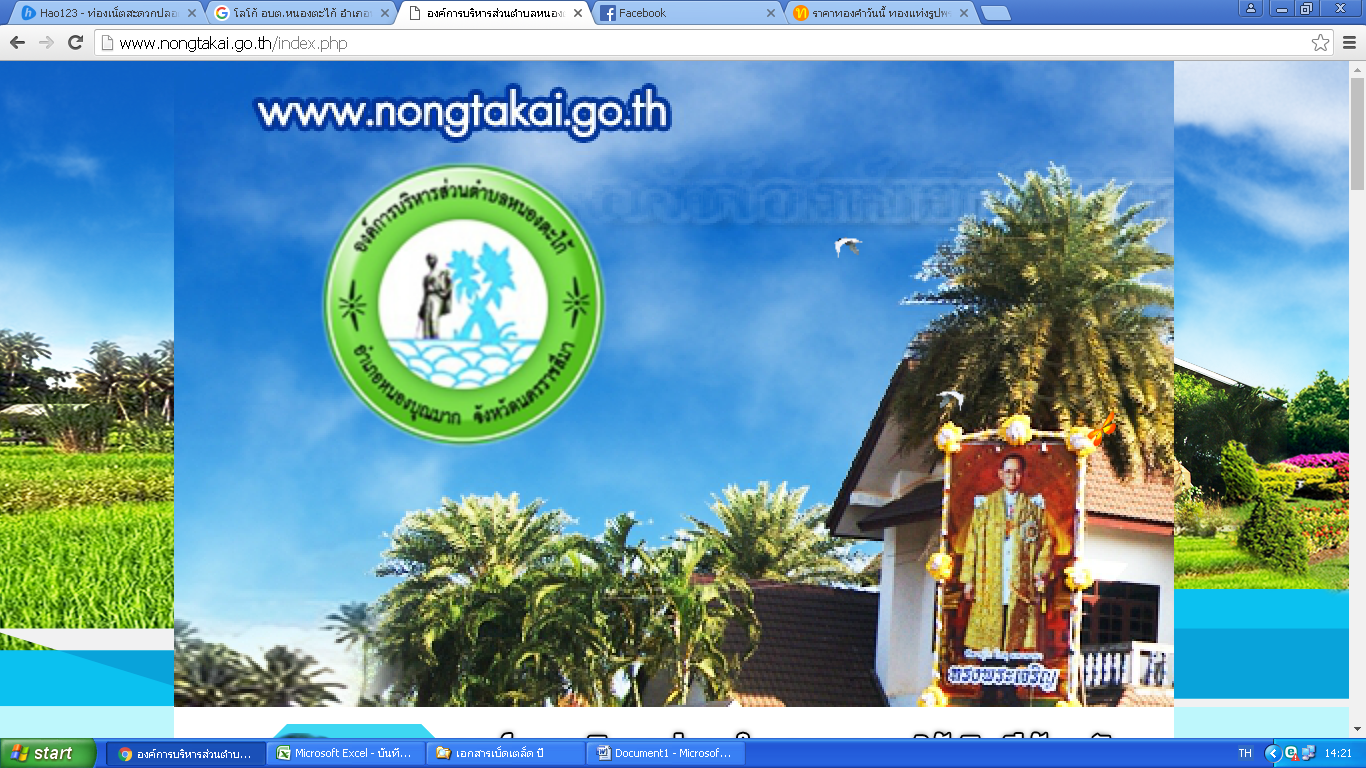 Hao123 - ท่องเน็ตสะดวกปลอ
โลโก้ อบต.หนองตะไก้ อำเภอ
องค์การบริหารส่วนตำบลหนอง
Facebook
ราคาทองคำวันนี้ ทองแท่งรูปพ
www.nongtakai.go.th/index.php
www.nongtakai.go.th
องค์การบริหารส่วนตำบลหนองตะไก้
อำเภอหนองบุญมาก จังหวัดนครราชสีมา
ทรงพระเจริญ
start
องค์การบริหารส่วนตำบ...
Microsoft Excel - บันที...
เอกสารเบ็ดเตล็ด ปี
Document1 - Microsof...
TH
14:21